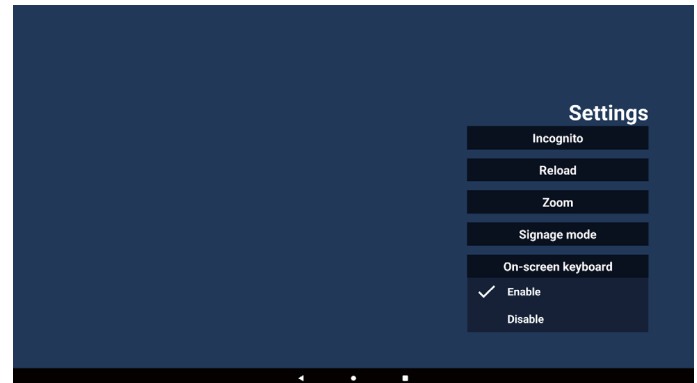 Settings
Incognito
Reload
Zoom
Signage mode
On-screen keyboard
Enable
Disable